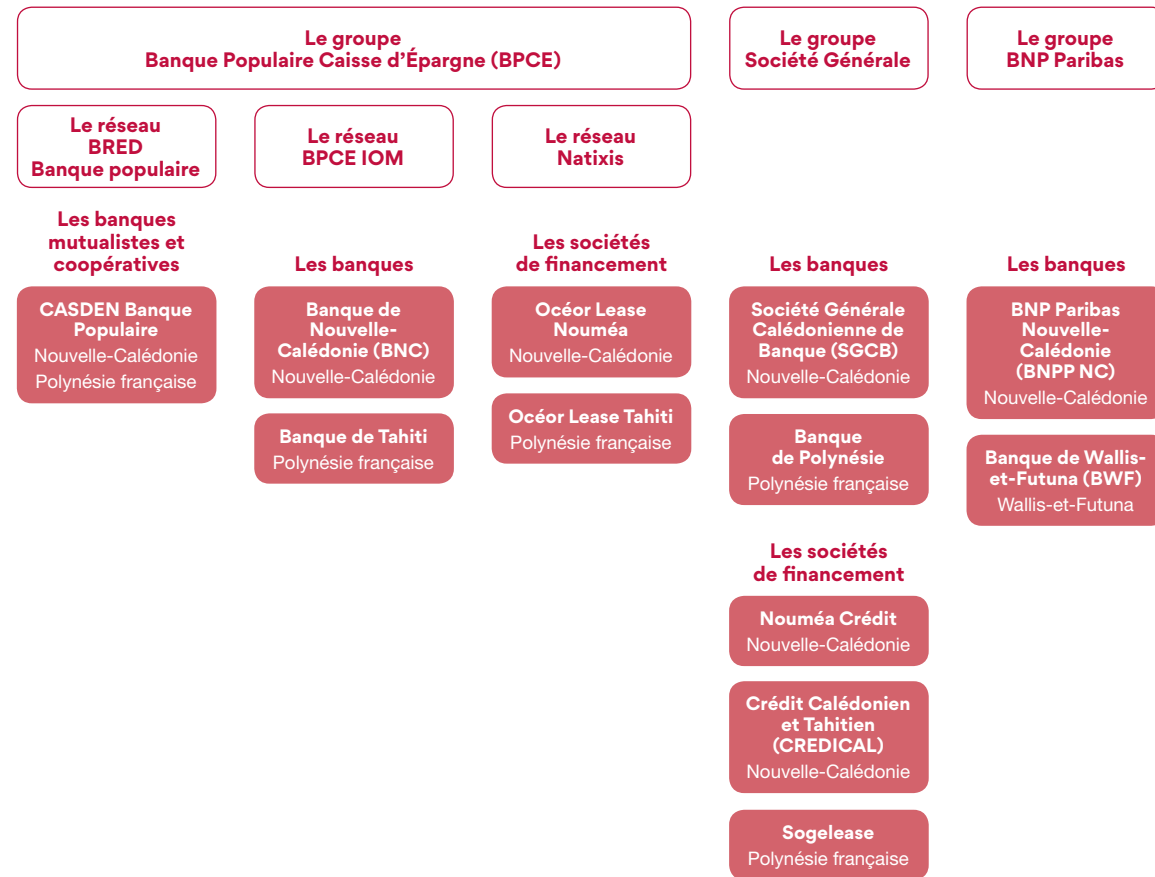 Le groupe
Banque Populaire Caisse d’Épargne (BPCE)
Le groupe
Société Générale
Le groupe
BNP Paribas
Le réseau
BRED
Banque populaire
Le réseau
BPCE IOM
Le réseau
Natixis
Les banques
mutualistes et
coopératives
CASDEN Banque
Populaire
Nouvelle-Calédonie
Polynésie française
Les banques
Banque de
Nouvelle-
Calédonie (BNC)
Nouvelle-Calédonie
Banque de Tahiti
Polynésie française
Les sociétés
de financement
Océor Lease
Nouméa
Nouvelle-Calédonie
Océor Lease Tahiti
Polynésie française
Les banques
Société Générale
Calédonienne de
Banque (SGCB)
Nouvelle-Calédonie
Banque
de Polynésie
Polynésie française
Les sociétés
de financement
Nouméa Crédit
Nouvelle-Calédonie
Crédit Calédonien
et Tahitien
(CREDICAL)
Nouvelle-Calédonie
Sogelease
Polynésie française
Les banques
BNP Paribas
Nouvelle-
Calédonie
(BNPP NC)
Nouvelle-Calédonie
Banque de Wallis-
et-Futuna (BWF)
Wallis-et-Futuna